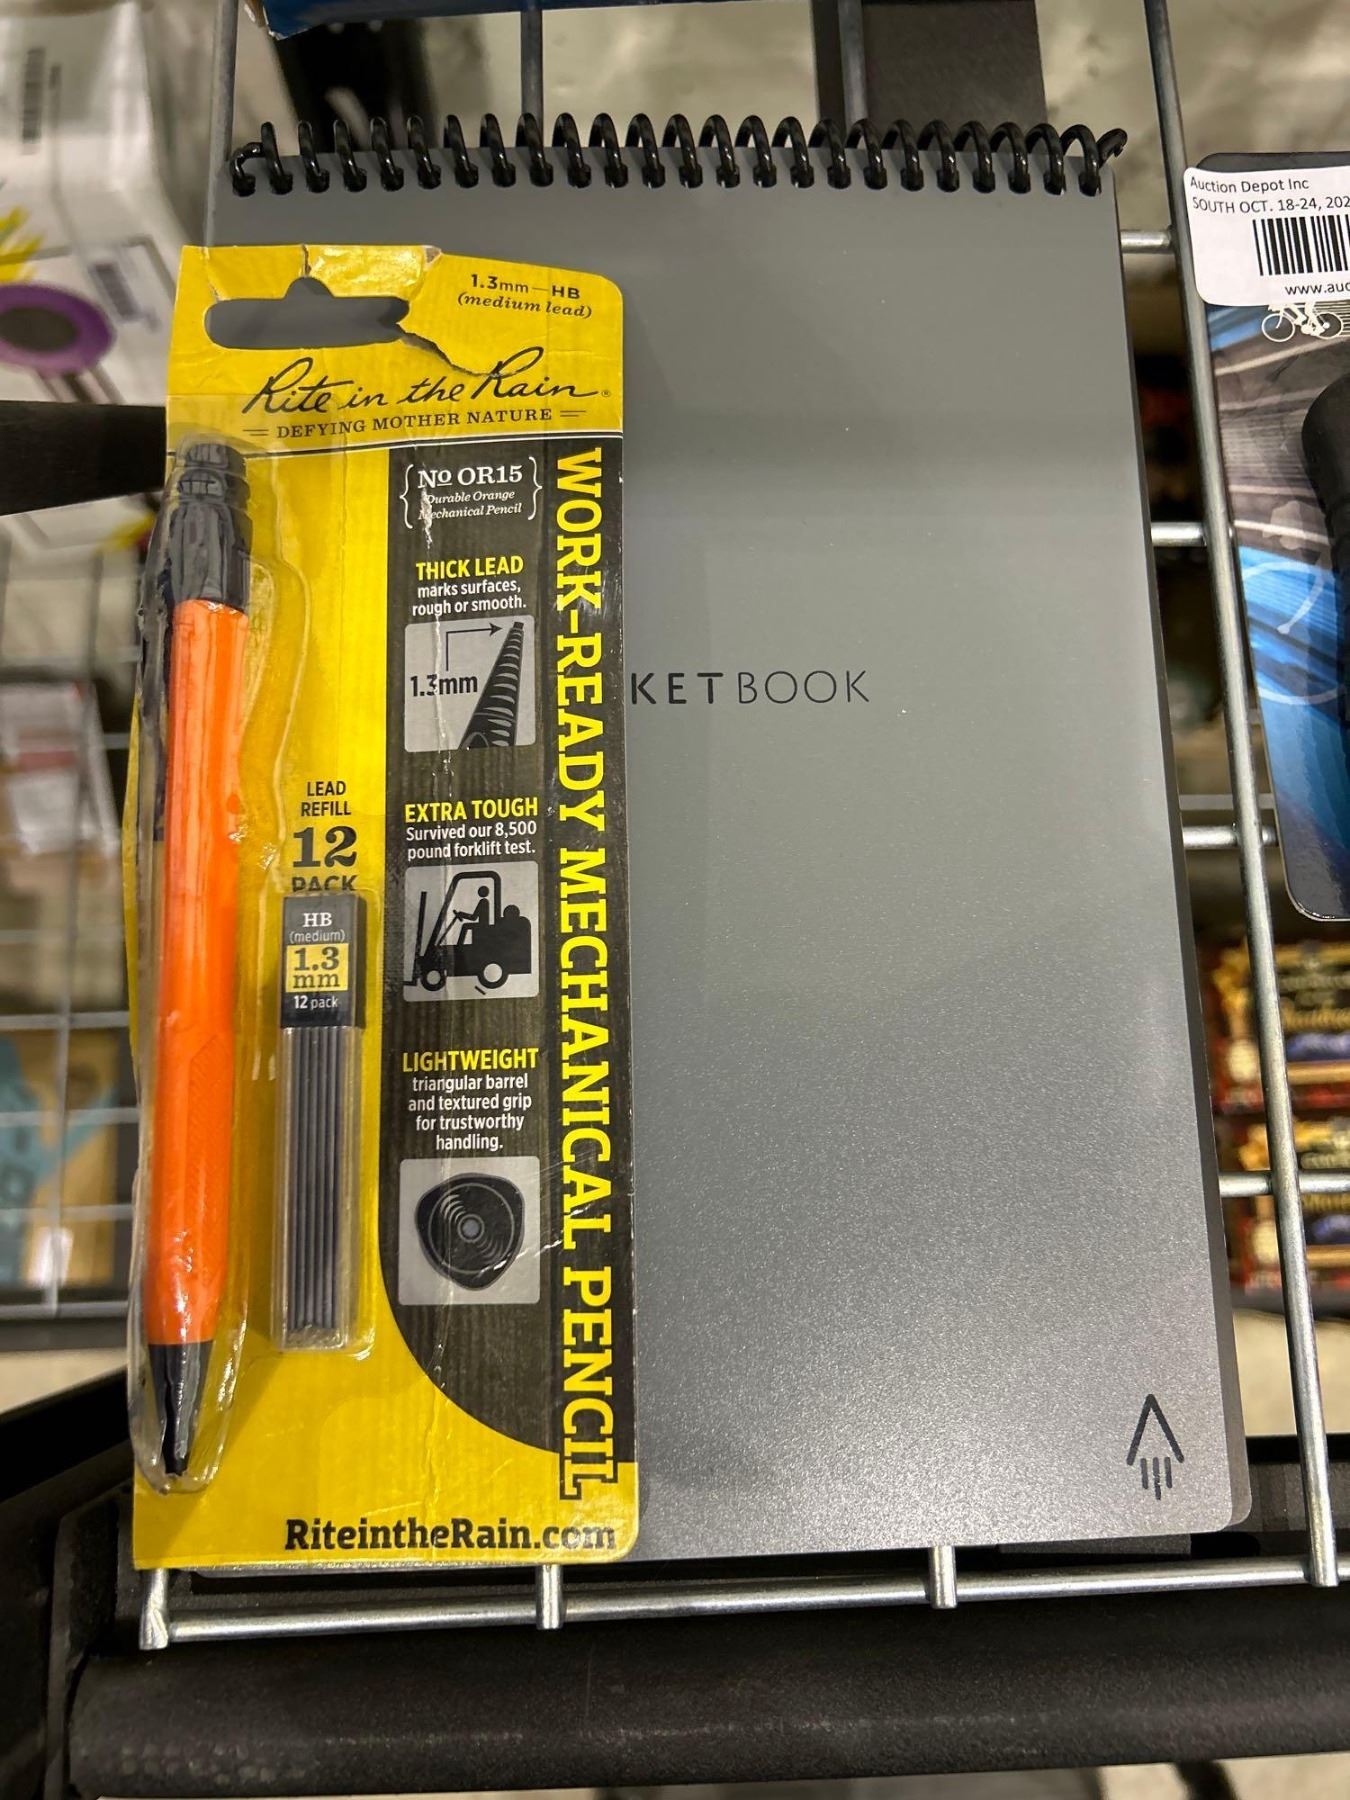 Auction Depot Inc
SOUTH OCT. 18-24, 202
www.auc
1.3mm—HB
(medium lead)
Rite in the Rain®
DEFYING MOTHER NATURE
No OR15
Durable Orange
Mechanical Pencil
WORK-READY MECHANICAL PENCIL
THICK LEAD
marks surfaces,
rough or smooth.
1.3mm
KETBOOK
LEAD
REFILL
12
PACK
HB
(medium)
1.3
mm
12 pack
EXTRA TOUGH
Survived our 8,500
pound forklift test.
LIGHTWEIGHT
triangular barrel
and textured grip
for trustworthy
handling.
RiteintheRain.com